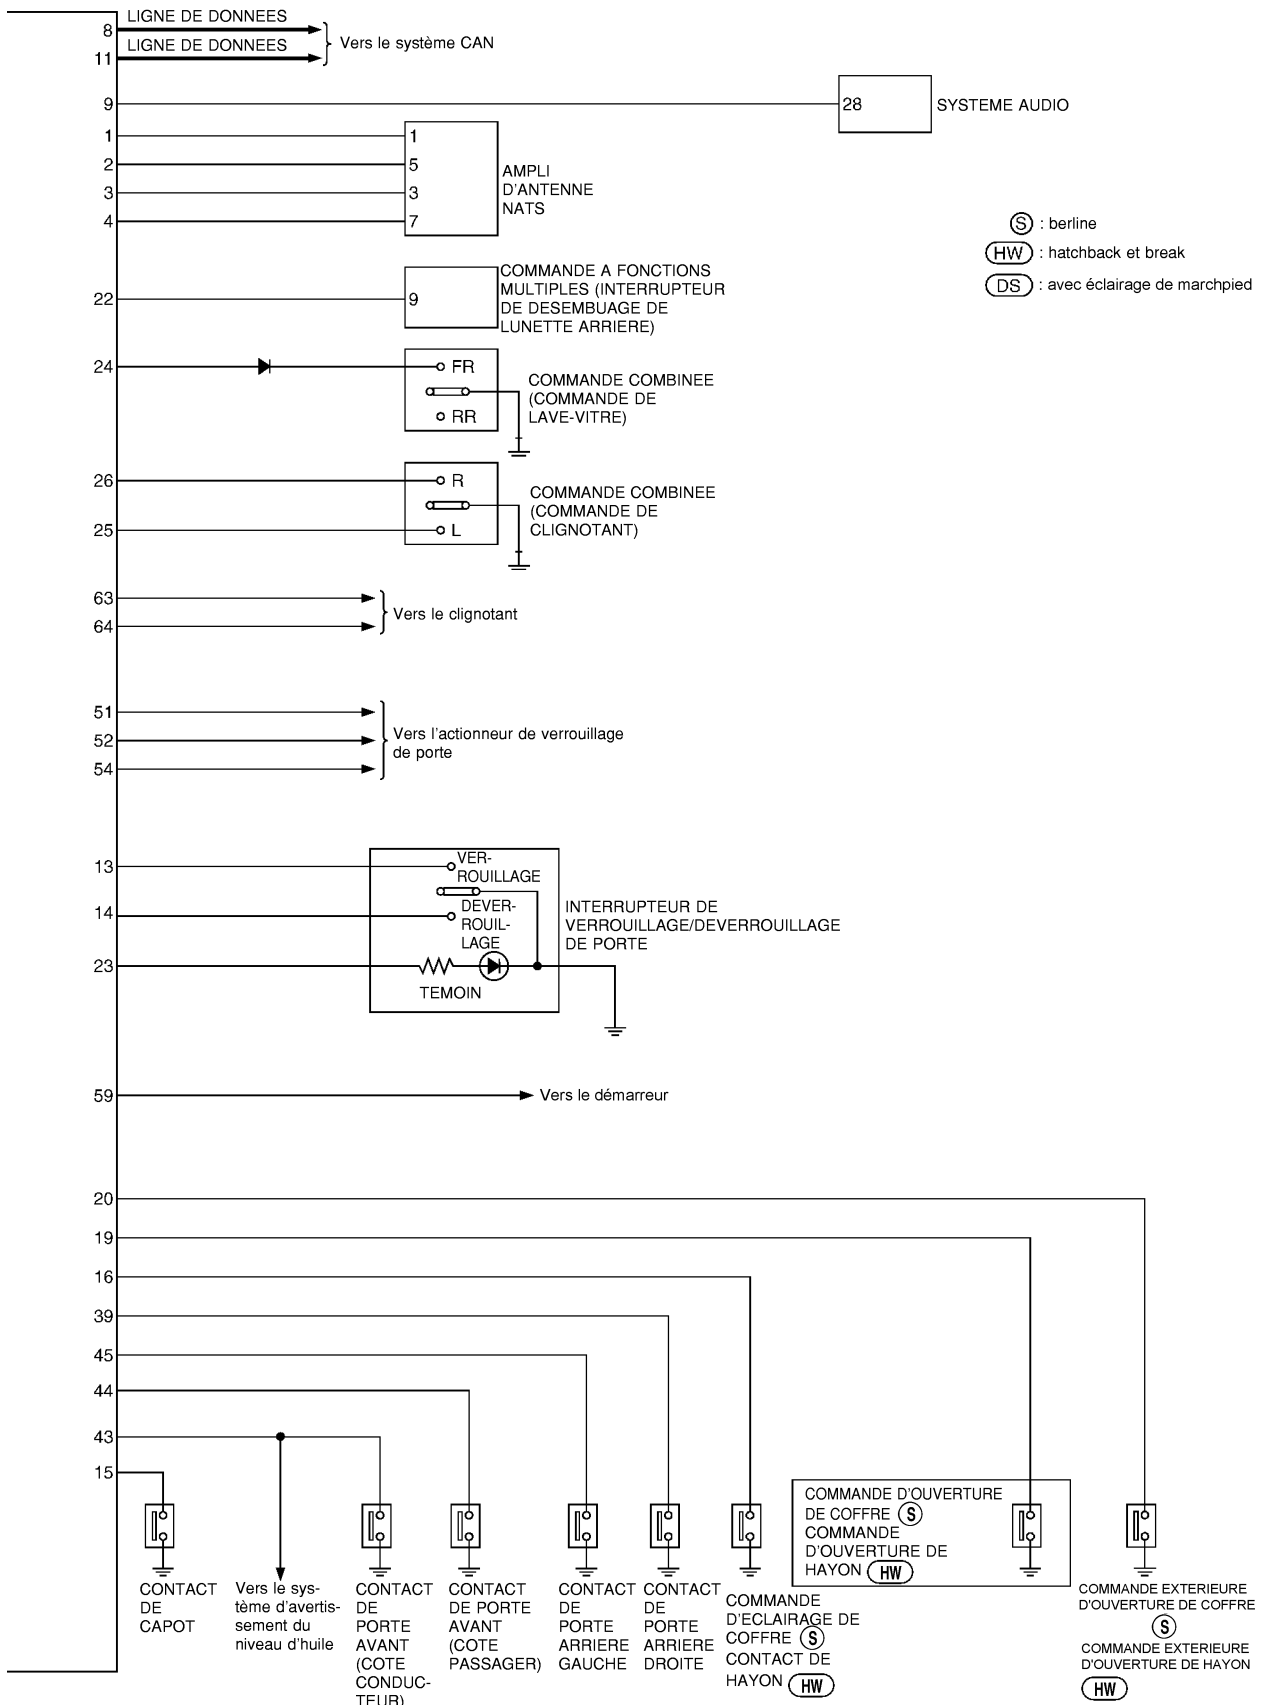 LIGNE DE DONNEES
8
LIGNE DE DONNEES
11
Vers le système CAN
9
28
SYSTEME AUDIO
1
1
2
5
3
3
4
7
AMPLI
D'ANTENNE
NATS
S : berline
HW : hatchback et break
DS : avec éclairage de marchpied
22
9
COMMANDE A FONCTIONS
MULTIPLES (INTERRUPTEUR
DE DESEMBUAGE DE
LUNETTE ARRIERE)
24
FR
RR
COMMANDE COMBINEE
(COMMANDE DE
LAVE-VITRE)
26
R
25
L
COMMANDE COMBINEE
(COMMANDE DE
CLIGNOTANT)
63
64
Vers le clignotant
51
52
54
Vers l'actionneur de verrouillage
de porte
13
VER-
ROUILLAGE
14
DEVER-
ROUIL-
LAGE
23
TEMOIN
INTERRUPTEUR DE
VERROUILLAGE/DEVERROUILLAGE
DE PORTE
59
Vers le démarreur
20
19
16
39
45
44
43
15
CONTACT
DE
CAPOT
Vers le sys-
tème d'avertis-
sement du
niveau d'huile
CONTACT
DE
PORTE
AVANT
(COTE
CONDUC-
TEUR)
CONTACT
DE PORTE
AVANT
(COTE
PASSAGER)
CONTACT
DE
PORTE
ARRIERE
GAUCHE
CONTACT
DE
PORTE
ARRIERE
DROITE
COMMANDE
D'ECLAIRAGE DE
COFFRE S
CONTACT DE
HAYON HW
COMMANDE D'OUVERTURE
DE COFFRE S
COMMANDE
D'OUVERTURE DE
HAYON HW
COMMANDE EXTERIEURE
D'OUVERTURE DE COFFRE
S
COMMANDE EXTERIEURE
D'OUVERTURE DE HAYON
HW